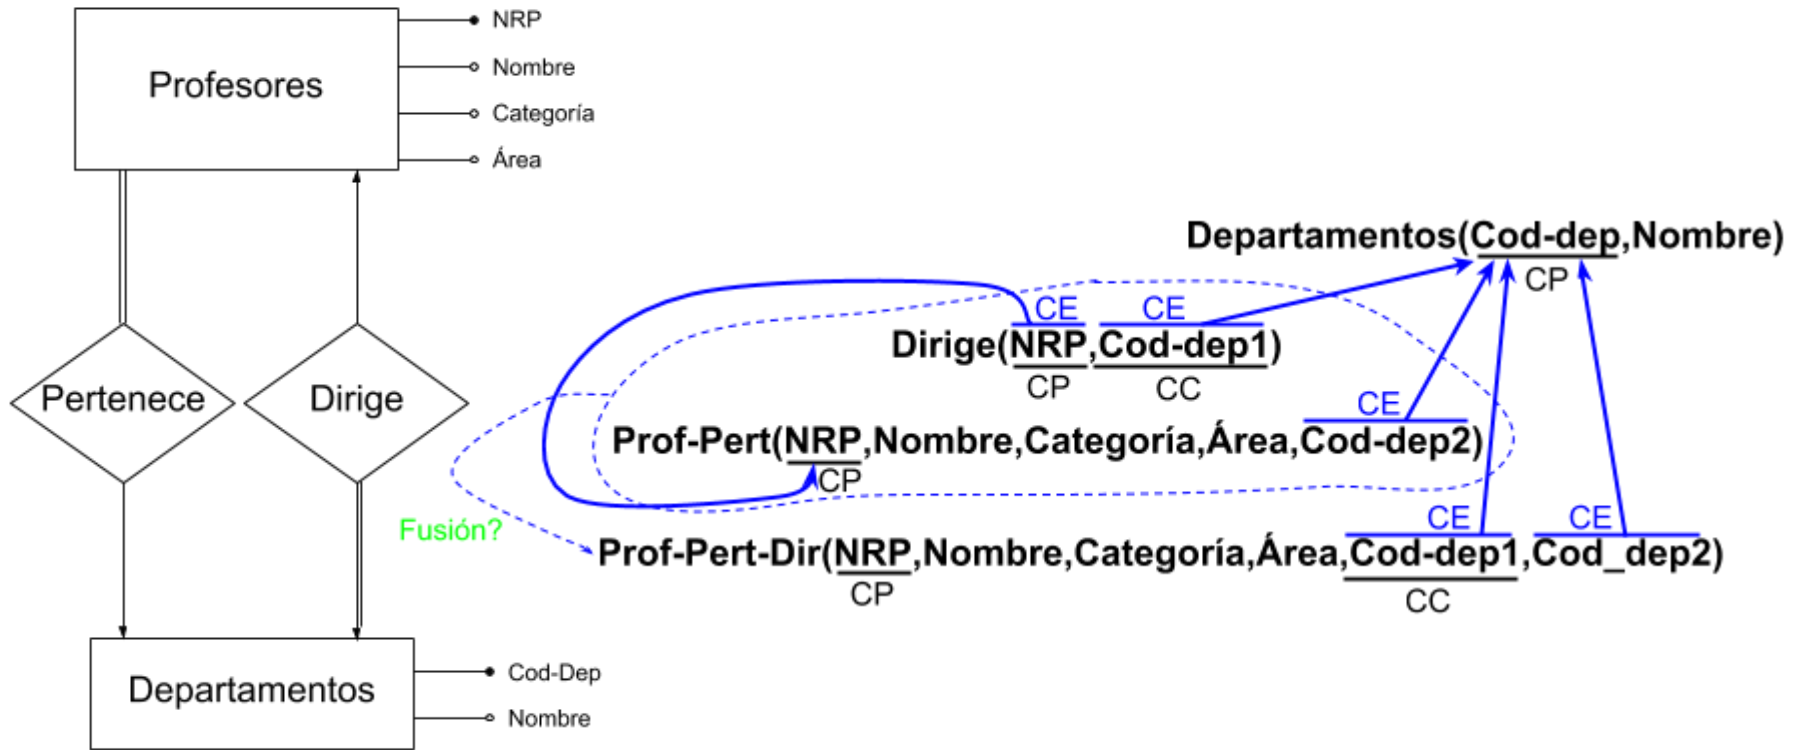 Profesores
NRP
Nombre
Categoría
Área
Pertenece
Dirige
Departamentos
Cod-Dep
Nombre
Departamentos(Cod-dep,Nombre)
CP
CE CE
Dirige(NRP,Cod-dep1)
CP CC
CE
Prof-Pert(NRP,Nombre,Categoría,Área,Cod-dep2)
CP
Fusión?
CE CE
Prof-Pert-Dir(NRP,Nombre,Categoría,Área,Cod-dep1,Cod_dep2)
CP CC